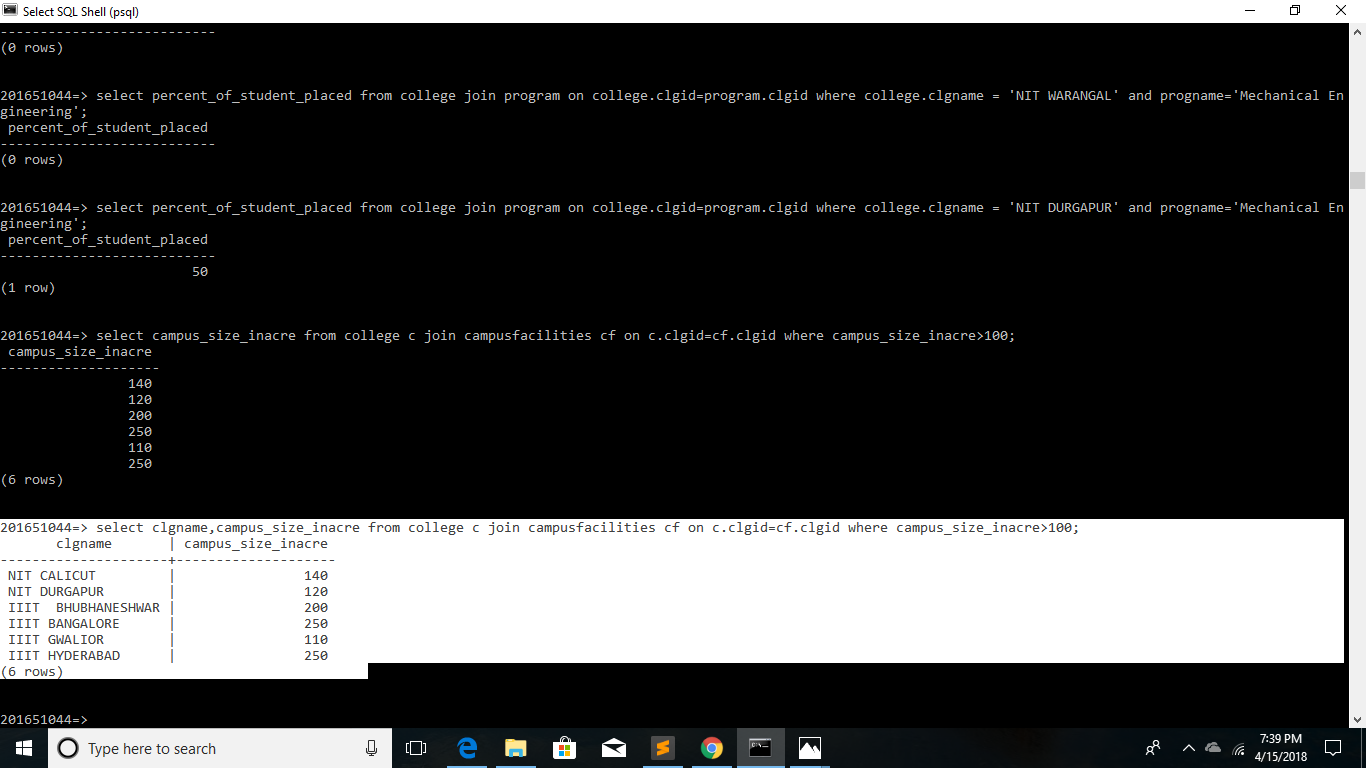 Select SQL Shell (psql)
---------------------------
(0 rows)
201651044=> select percent_of_student_placed from college join program on college.clgid=program.clgid where college.clgname = 'NIT WARANGAL' and progname='Mechanical En
gineering';
 percent_of_student_placed
---------------------------
(0 rows)
201651044=> select percent_of_student_placed from college join program on college.clgid=program.clgid where college.clgname = 'NIT DURGAPUR' and progname='Mechanical En
gineering';
 percent_of_student_placed
---------------------------
                        50
(1 row)
201651044=> select campus_size_inacre from college c join campusfacilities cf on c.clgid=cf.clgid where campus_size_inacre>100;
 campus_size_inacre
--------------------
                140
                120
                200
                250
                110
                250
(6 rows)
201651044=> select clgname,campus_size_inacre from college c join campusfacilities cf on c.clgid=cf.clgid where campus_size_inacre>100;
       clgname       | campus_size_inacre
---------------------+--------------------
 NIT CALICUT         |                140
 NIT DURGAPUR        |                120
 IIIT  BHUBHANESHWAR |                200
 IIIT BANGALORE      |                250
 IIIT GWALIOR        |                110
 IIIT HYDERABAD      |                250
(6 rows)
201651044=>
Type here to search
7:39 PM
4/15/2018